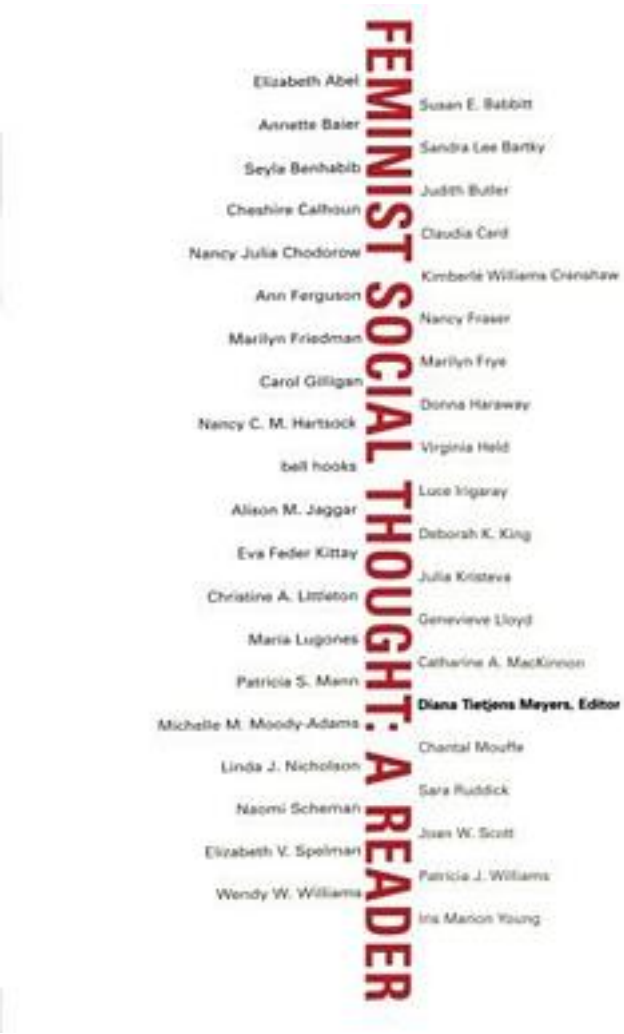 FEMINIST SOCIAL THOUGHT: A READER
Elizabeth Abel
Susan E. Babbitt
Annette Baier
Sandra Lee Bartky
Seyla Benhabib
Judith Butler
Cheshire Calhoun
Claudia Card
Nancy Julia Chodorow
Kimberlé Williams Crenshaw
Ann Ferguson
Nancy Fraser
Marilyn Friedman
Marilyn Frye
Carol Gilligan
Donna Haraway
Nancy C. M. Hartsock
Virginia Held
bell hooks
Luce Irigaray
Alison M. Jaggar
Deborah K. King
Eva Feder Kittay
Julia Kristeva
Christine A. Littleton
Genevieve Lloyd
Maria Lugones
Catharine A. MacKinnon
Patricia S. Mann
Diana Tietjens Meyers, Editor
Michelle M. Moody-Adams
Chantal Mouffe
Linda J. Nicholson
Sara Ruddick
Naomi Scheman
Joan W. Scott
Elizabeth V. Spelman
Patricia J. Williams
Wendy W. Williams
Iris Marion Young